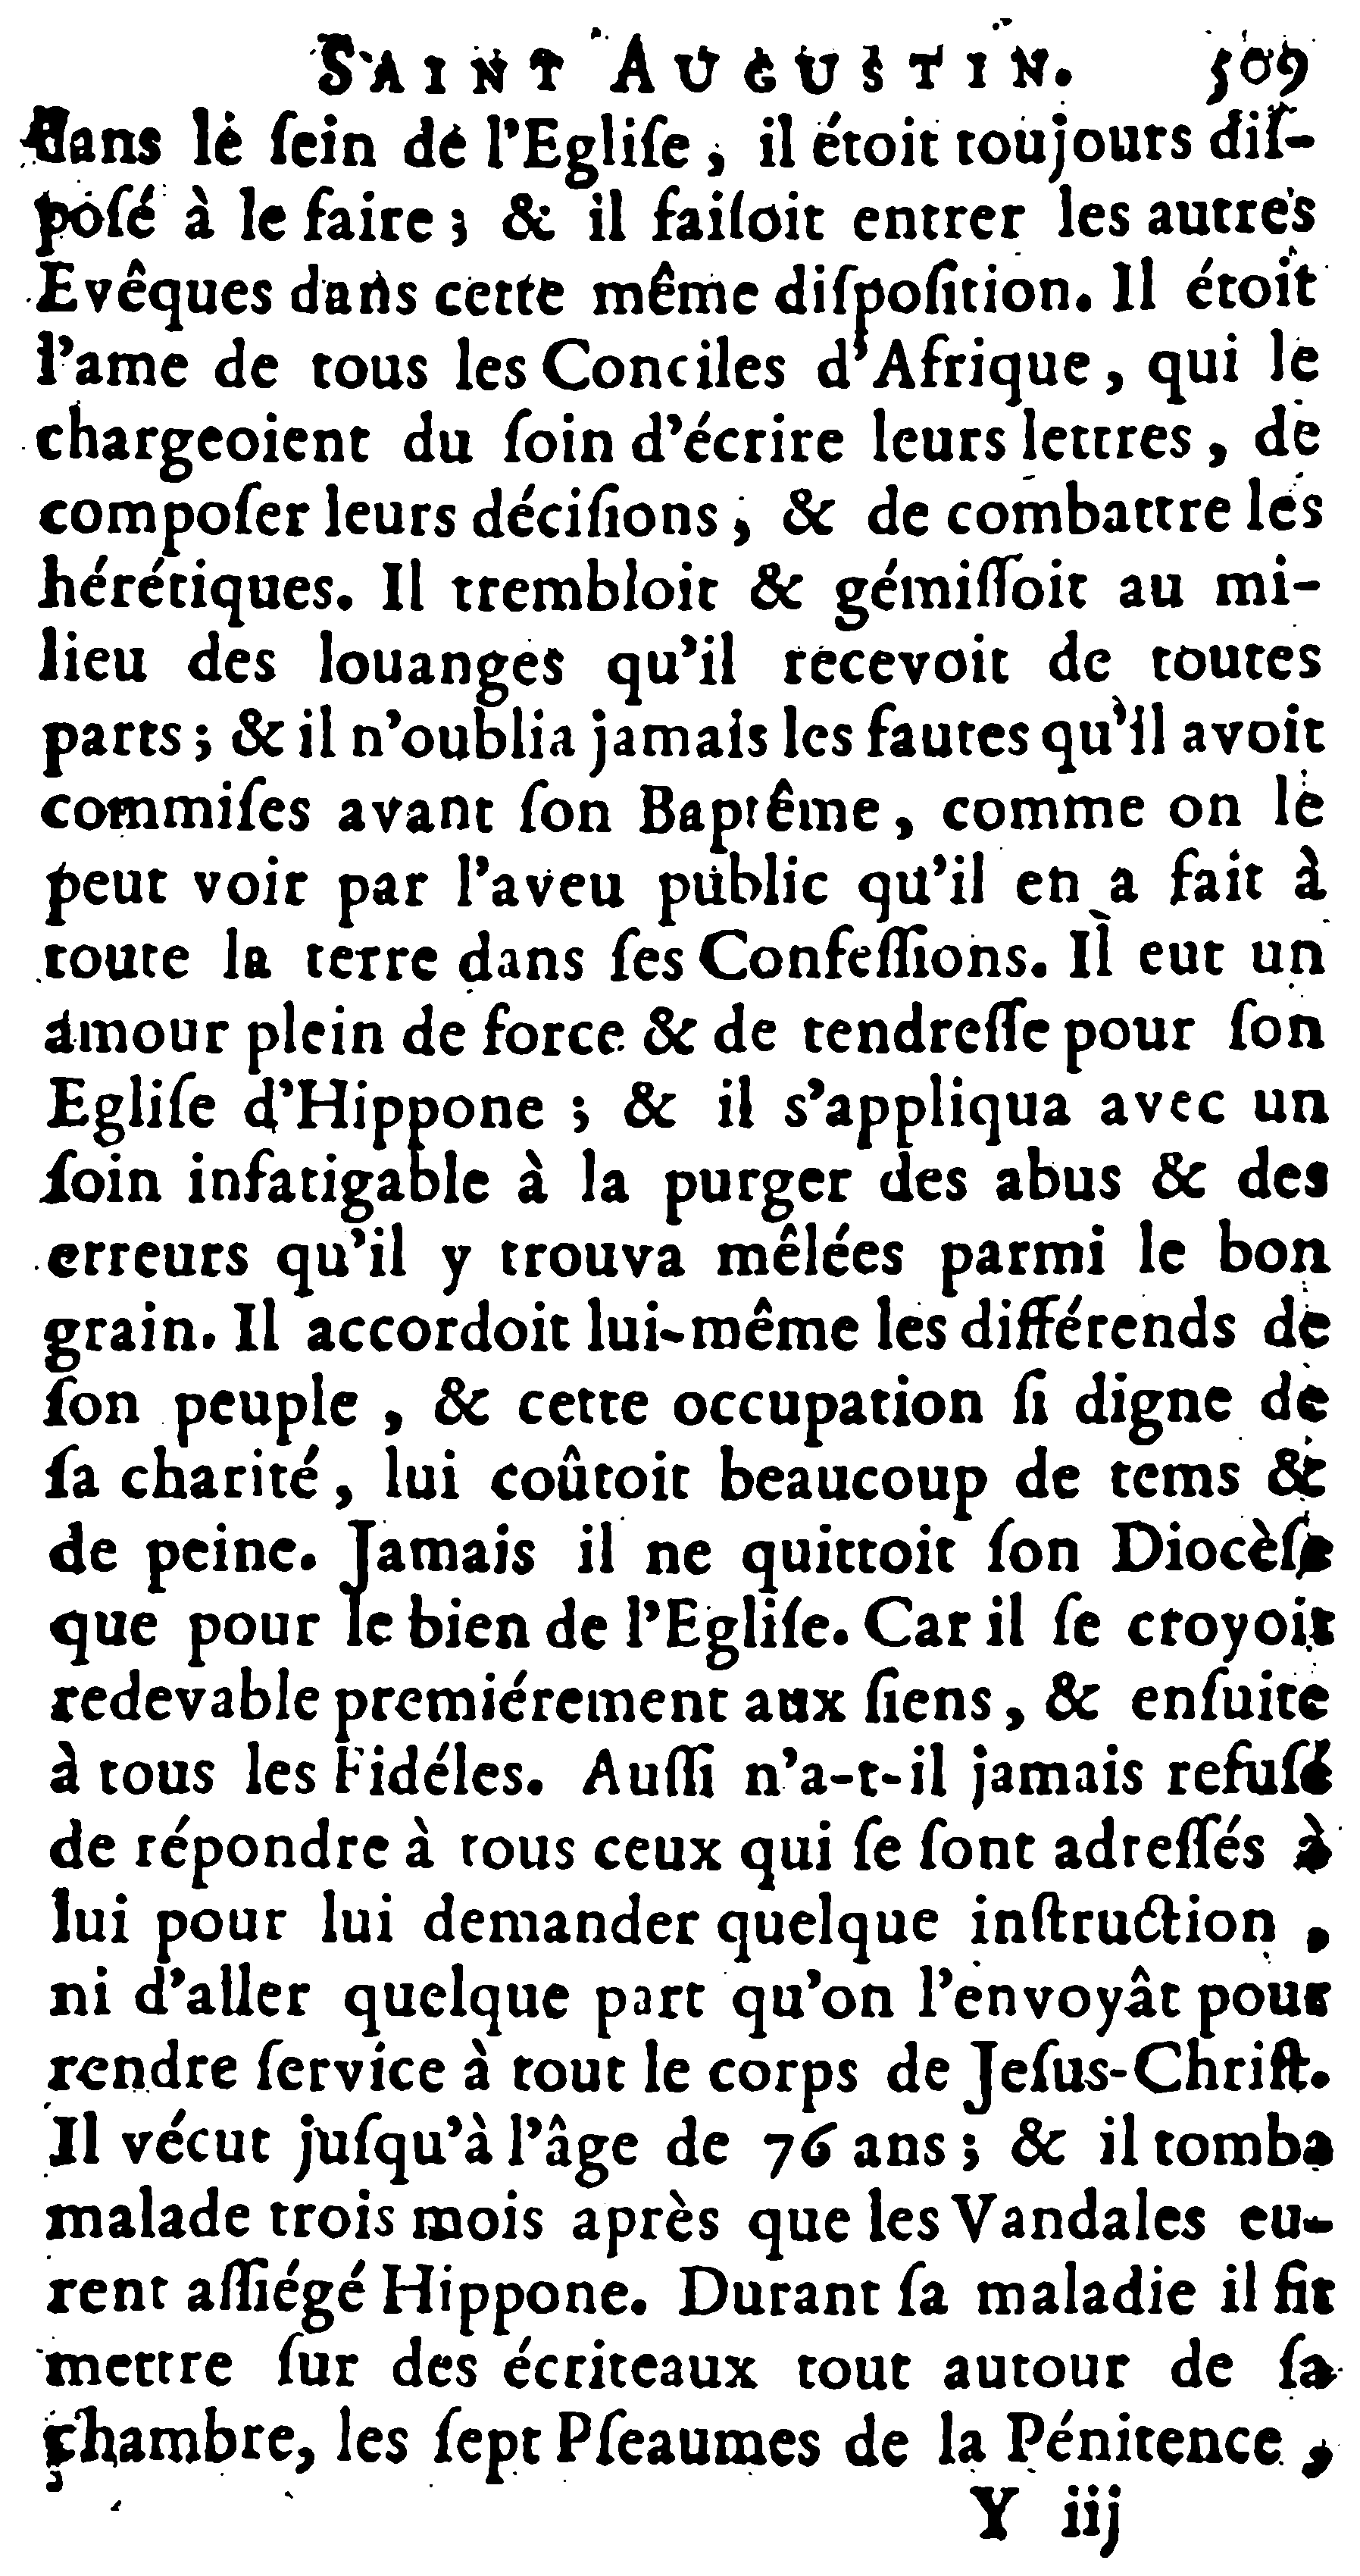 SAINT AUGUSTIN. 509
dans le ſein de l'Egliſe, il étoit toujours diſ-
poſé à le faire; & il faiſoit entrer les autres
Evêques dans cette même diſpoſition. Il étoit
l'ame de tous les Conciles d'Afrique, qui le
chargeoient du ſoin d'écrire leurs lettres, de
compoſer leurs déciſions; & de combattre les
hérétiques. Il trembloit & gémiſſoit au mi-
lieu des louanges qu'il recevoit de toutes
parts; & il n'oublia jamais les fautes qu'il avoit
commiſes avant ſon Baptême, comme on le
peut voir par l'aveu public qu'il en a fait à
toute la terre dans ſes Confeſſions. Il eut un
amour plein de force & de tendreſſe pour ſon
Egliſe d'Hippone; & il s'appliqua avec un
ſoin infatigable à la purger des abus & des
erreurs qu'il y trouva mêlées parmi le bon
grain. Il accordoit lui-même les différends de
ſon peuple, & cette occupation ſi digne de
ſa charité, lui coûtoit beaucoup de tems &
de peine. Jamais il ne quittoit ſon Diocèſe
que pour le bien de l'Egliſe. Car il ſe croyoit
redevable premiérement aux ſiens, & enſuite
à tous les Fidéles. Auſſi n'a-t-il jamais refuſé
de répondre à tous ceux qui ſe ſont adreſſés à
lui pour lui demander quelque inſtruction,
ni d'aller quelque part qu'on l'envoyât pour
rendre ſervice à tout le corps de Jeſus-Chriſt.
Il vécut juſqu'à l'âge de 76 ans; & il tomba
malade trois mois après que les Vandales eu-
rent aſſiégé Hippone. Durant ſa maladie il fit
mettre ſur des écriteaux tout autour de ſa
chambre, les ſept Pſeaumes de la Pénitence,
Y iij